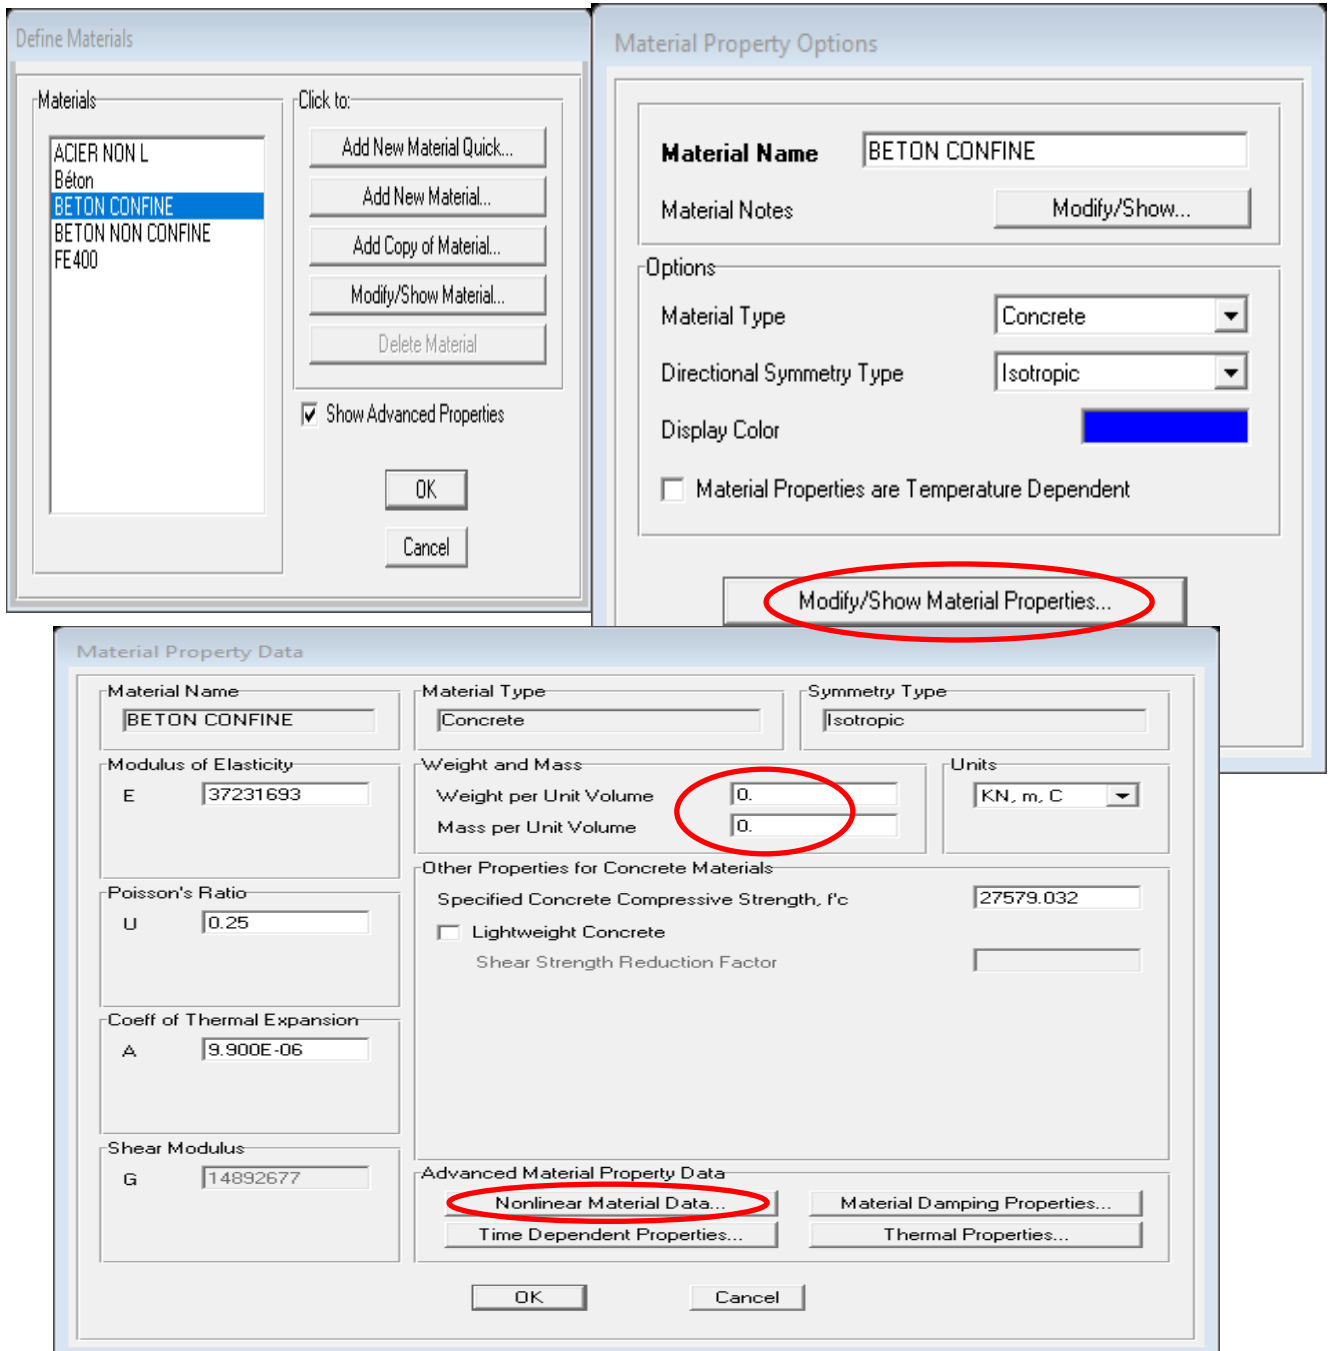 Define Materials
Materials
ACIER NON L
Béton
BETON CONFINE
BETON NON CONFINE
FE400
Click to:
Add New Material Quick...
Add New Material...
Add Copy of Material...
Modify/Show Material...
Delete Material
Show Advanced Properties
OK
Cancel
Material Property Options
Material Name BETON CONFINE
Material Notes Modify/Show...
Options
Material Type Concrete
Directional Symmetry Type Isotropic
Display Color
Material Properties are Temperature Dependent
Modify/Show Material Properties...
Material Property Data
Material Name
BETON CONFINE
Material Type
Concrete
Symmetry Type
Isotropic
Modulus of Elasticity
E 37231693
Weight and Mass
Weight per Unit Volume 0.
Mass per Unit Volume 0.
Units
KN, m, C
Poisson's Ratio
U 0.25
Other Properties for Concrete Materials
Specified Concrete Compressive Strength, f'c 27579.032
Lightweight Concrete
Shear Strength Reduction Factor
Coeff of Thermal Expansion
A 9.900E-06
Shear Modulus
G 14892677
Advanced Material Property Data
Nonlinear Material Data... Material Damping Properties...
Time Dependent Properties... Thermal Properties...
OK Cancel